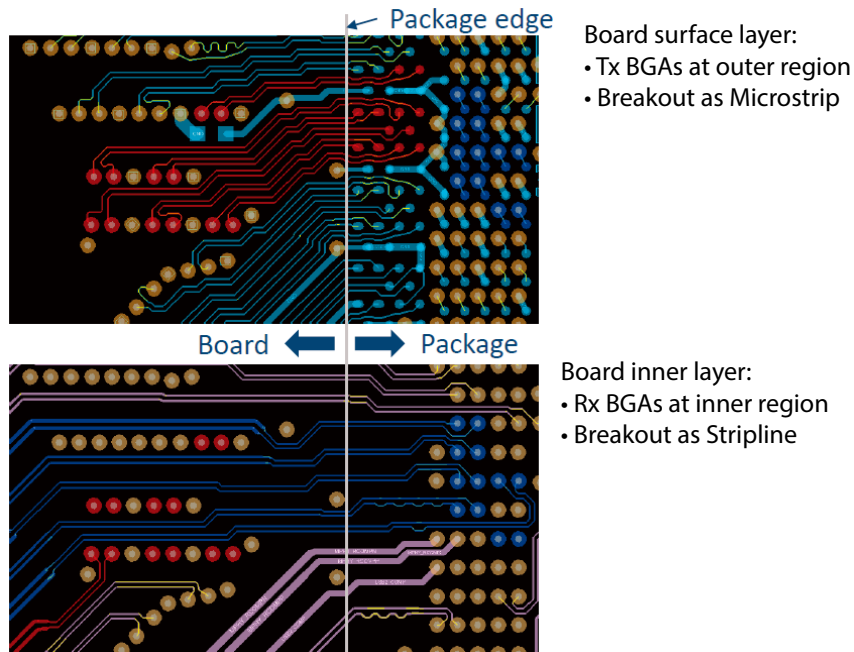 Package edge
Board surface layer:
• Tx BGAs at outer region
• Breakout as Microstrip
Board
Package
Board inner layer:
• Rx BGAs at inner region
• Breakout as Stripline